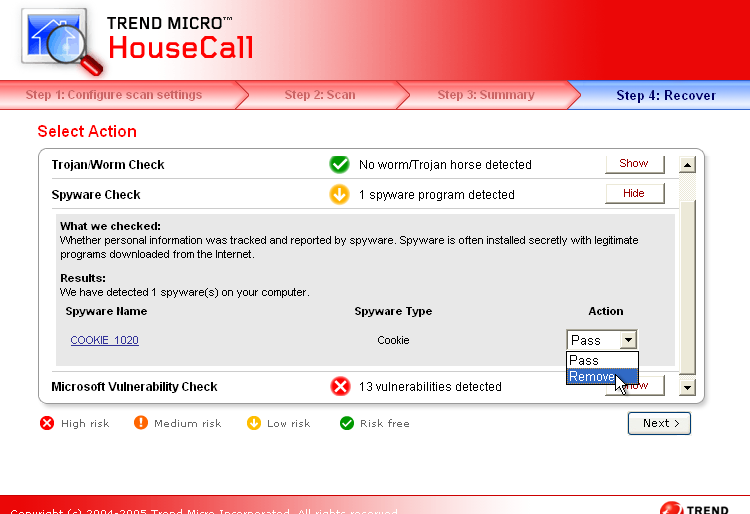 TREND MICRO™
HouseCall
Step 1: Configure scan settings
Step 2: Scan
Step 3: Summary
Step 4: Recover
Select Action
Trojan/Worm Check
No worm/Trojan horse detected
Show
Spyware Check
1 spyware program detected
Hide
What we checked:
Whether personal information was tracked and reported by spyware. Spyware is often installed secretly with legitimate
programs downloaded from the Internet.
Results:
We have detected 1 spyware(s) on your computer.
Spyware Name
Spyware Type
Action
COOKIE_1020
Cookie
Pass
Pass
Remove
Microsoft Vulnerability Check
13 vulnerabilities detected
High risk
Medium risk
Low risk
Risk free
Next >
Copyright (c) 2004-2005 Trend Micro Incorporated. All rights reserved.
TREND